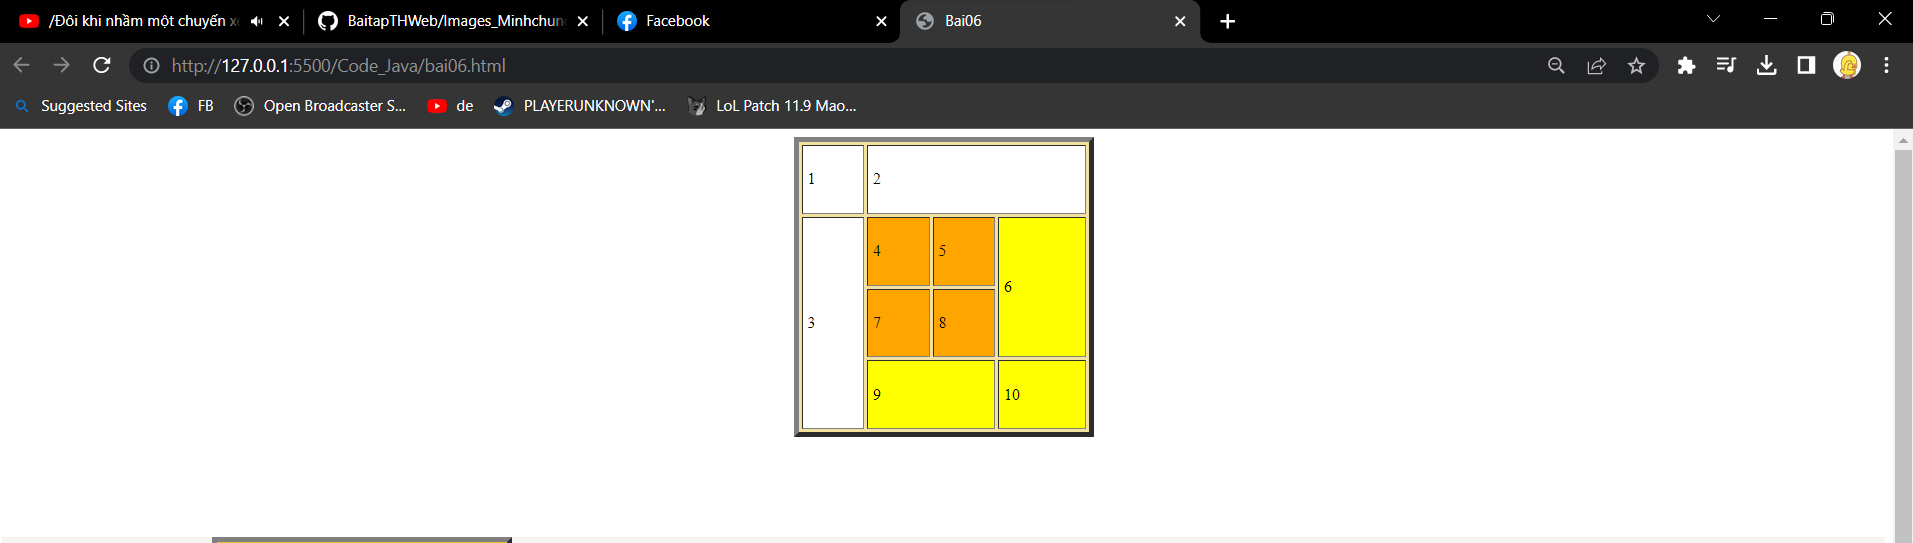 /Đôi khi nhầm một chuyến xe
BaitapTHWeb/Images_Minhchung
Facebook
Bai06
http://127.0.0.1:5500/Code_Java/bai06.html
Suggested Sites
FB
Open Broadcaster S...
de
PLAYERUNKNOWN'...
LoL Patch 11.9 Mao...
1
2
3
4
5
6
7
8
9
10